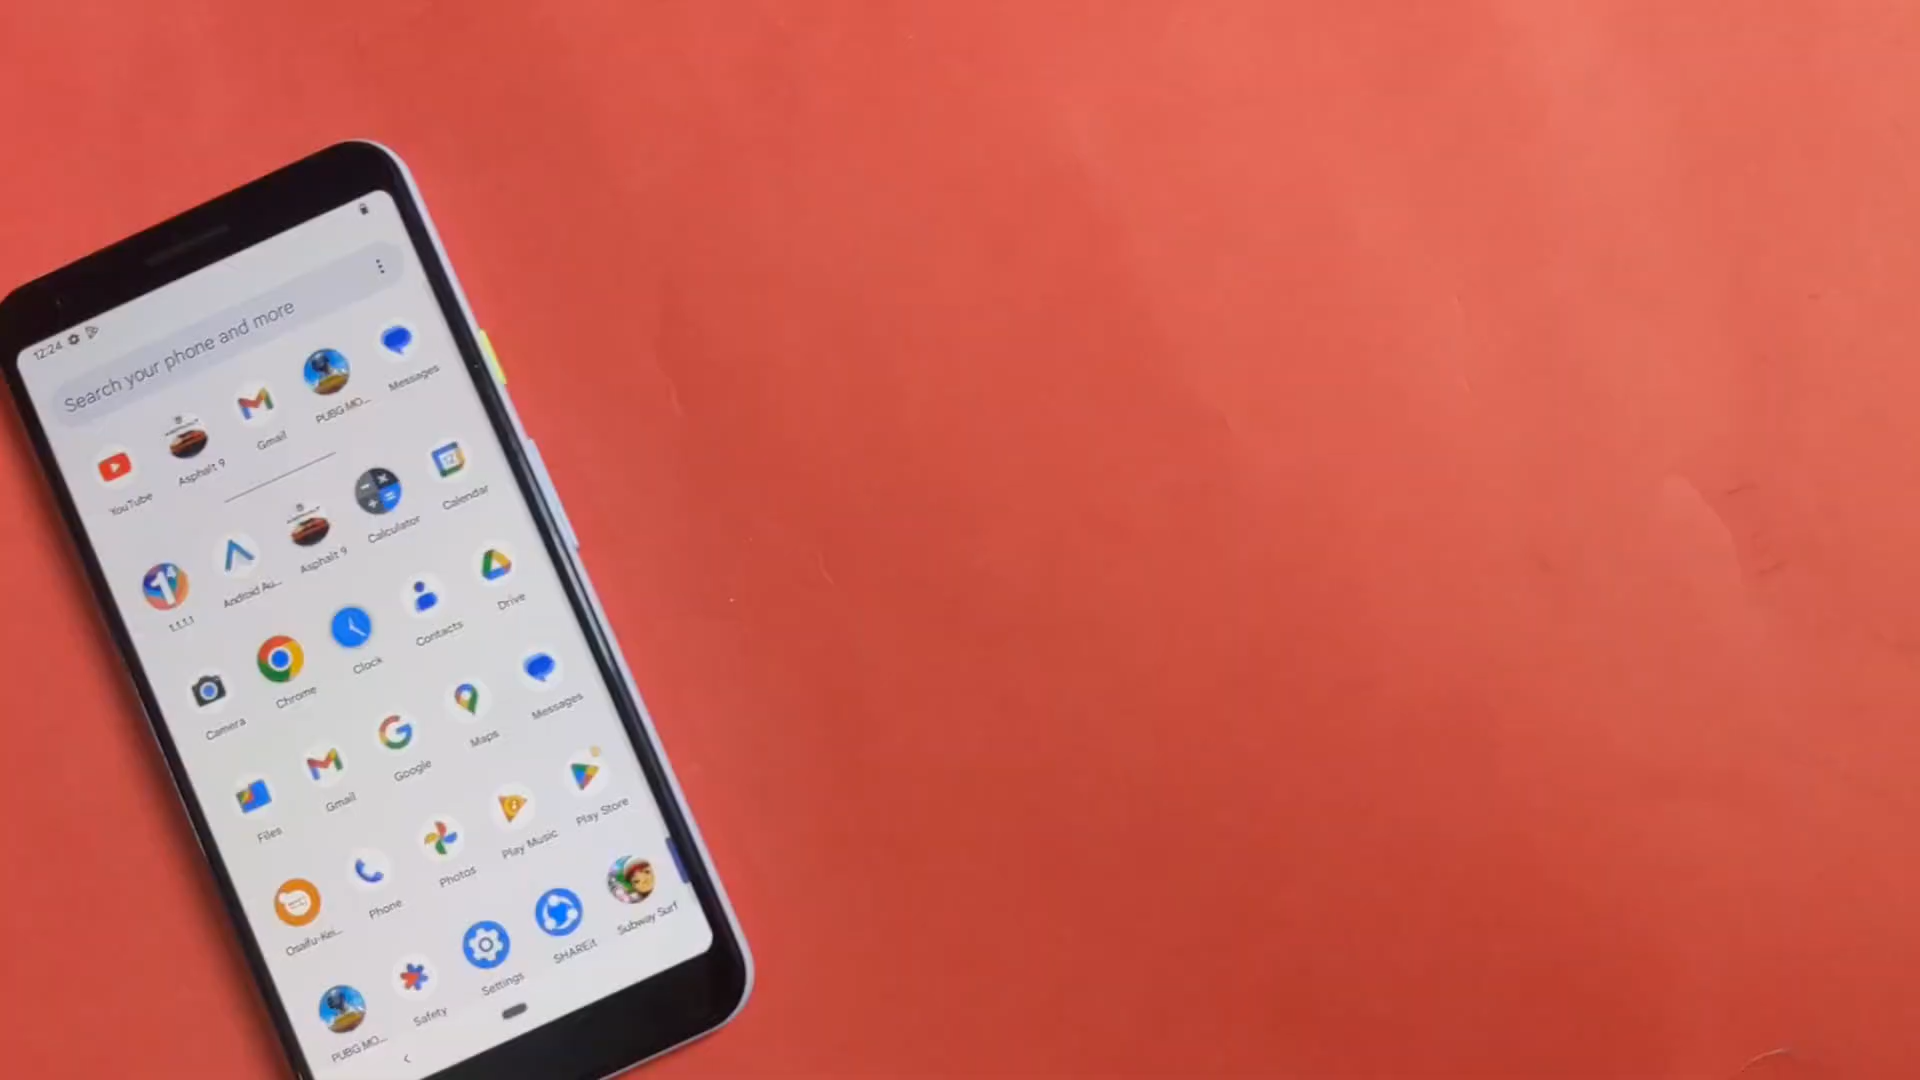 12:24
Search your phone and more
YouTube
Asphalt 9
Gmail
PUBG MO...
Messages
1.1.1.1
Android Au...
Asphalt 9
Calculator
Calendar
Camera
Chrome
Clock
Contacts
Drive
Files
Gmail
Google
Maps
Messages
Osaifu-Kei...
Phone
Photos
Play Music
Play Store
PUBG MO...
Safety
Settings
SHAREit
Subway Surf